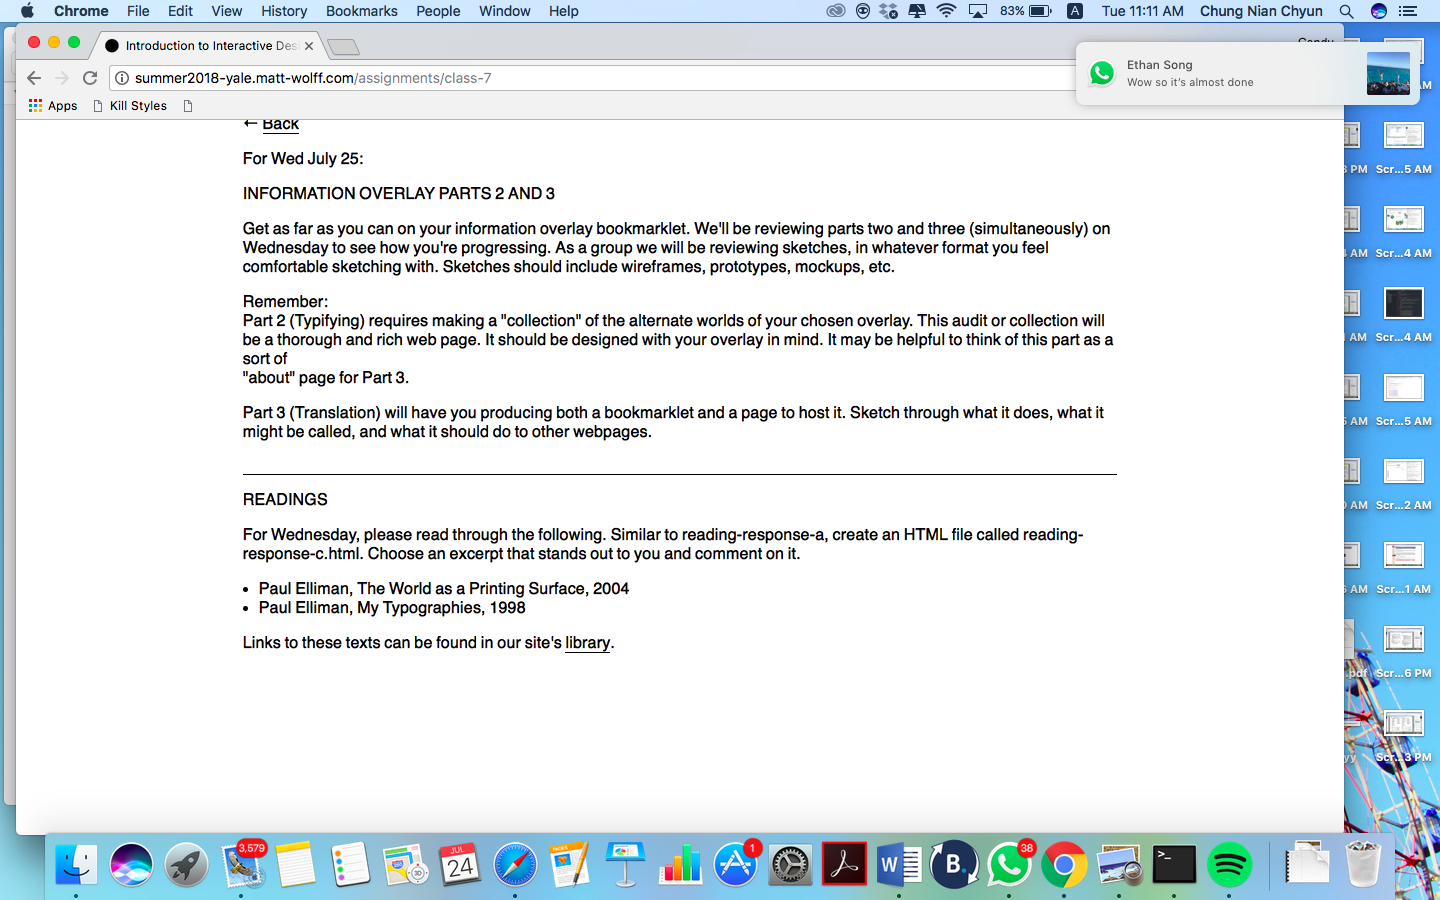 Chrome File Edit View History Bookmarks People Window Help 83% A Tue 11:11 AM Chung Nian Chyun
Introduction to Interactive Des
summer2018-yale.matt-wolff.com/assignments/class-7
Ethan Song
Wow so it's almost done
Apps Kill Styles
← Back
For Wed July 25:
INFORMATION OVERLAY PARTS 2 AND 3
Get as far as you can on your information overlay bookmarklet. We'll be reviewing parts two and three (simultaneously) on
Wednesday to see how you're progressing. As a group we will be reviewing sketches, in whatever format you feel
comfortable sketching with. Sketches should include wireframes, prototypes, mockups, etc.
Remember:
Part 2 (Typifying) requires making a "collection" of the alternate worlds of your chosen overlay. This audit or collection will
be a thorough and rich web page. It should be designed with your overlay in mind. It may be helpful to think of this part as a
sort of
"about" page for Part 3.
Part 3 (Translation) will have you producing both a bookmarklet and a page to host it. Sketch through what it does, what it
might be called, and what it should do to other webpages.
READINGS
For Wednesday, please read through the following. Similar to reading-response-a, create an HTML file called reading-
response-c.html. Choose an excerpt that stands out to you and comment on it.
• Paul Elliman, The World as a Printing Surface, 2004
• Paul Elliman, My Typographies, 1998
Links to these texts can be found in our site's library.
AM
3 PM Scr...5 AM
AM Scr...4 AM
AM Scr...4 AM
5 AM Scr...5 AM
AM Scr...2 AM
6 AM Scr...1 AM
.pdf Scr...6 PM
yy Scr...3 PM
3,579
JUL
24
PAGES
1
W
B.
38